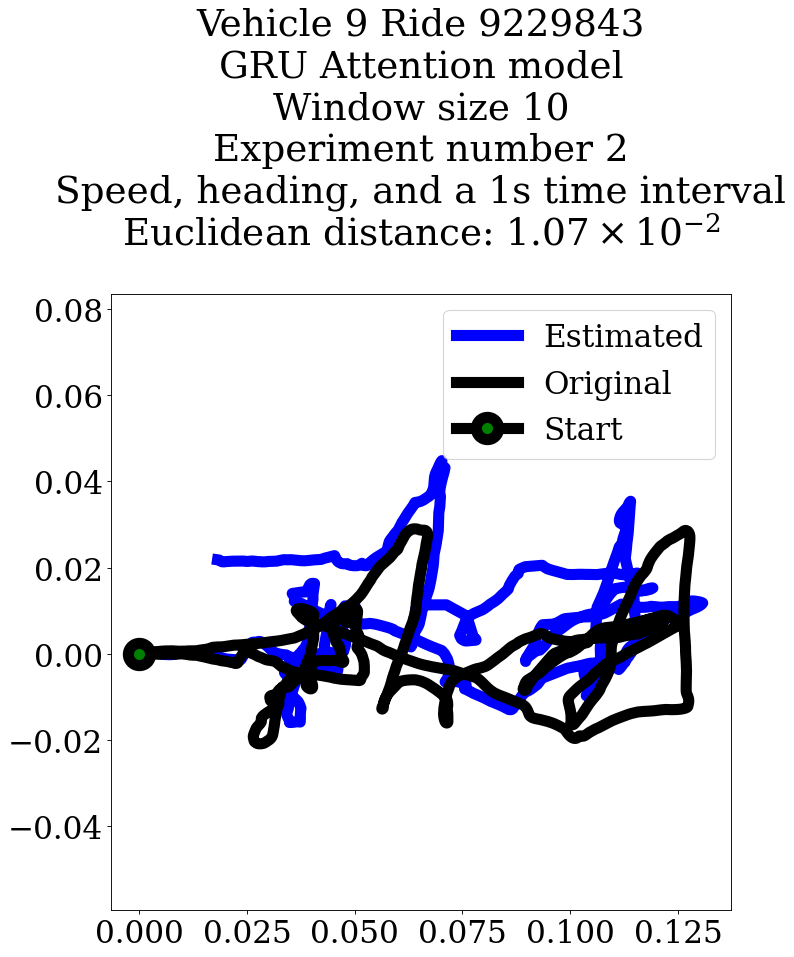 Vehicle 9 Ride 9229843
GRU Attention model
Window size 10
Experiment number 2
Speed, heading, and a 1s time interval
Euclidean distance: 1.07 × 10⁻²
Estimated
Original
Start
0.08
0.06
0.04
0.02
0.00
−0.02
−0.04
0.000 0.025 0.050 0.075 0.100 0.125